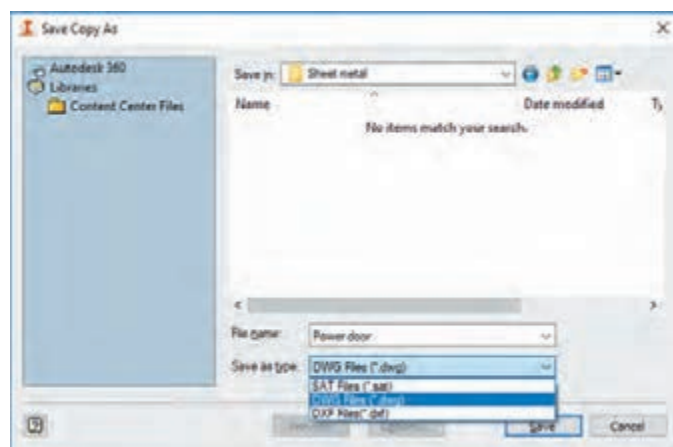 Save Copy As
Autodesk 360
Libraries
Content Center Files
Save in: Sheet metal
Name Date modified Ty
No items match your search.
File name: Power door
Save as type: DWG Files (*.dwg)
SAT Files (*.sat)
DWG Files (*.dwg)
DXF Files(*.dxf)
Save Cancel